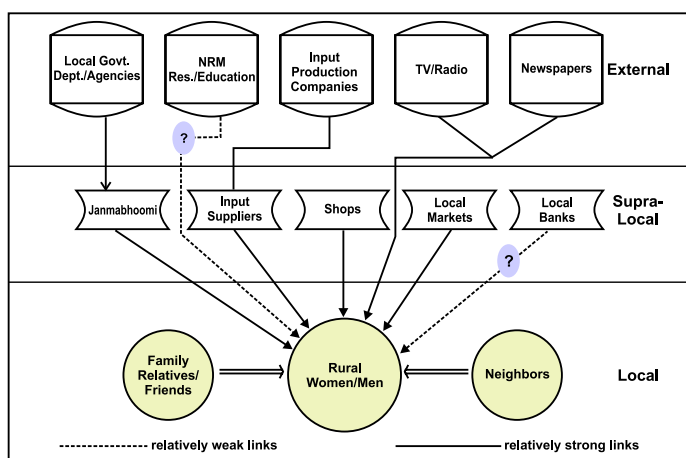 Local Govt.
Dept./Agencies
NRM
Res./Education
Input
Production
Companies
TV/Radio
Newspapers
External
?
Janmabhoomi
Input
Suppliers
Shops
Local
Markets
Local
Banks
Supra-
Local
?
Family
Relatives/
Friends
Rural
Women/Men
Neighbors
Local
relatively weak links
relatively strong links